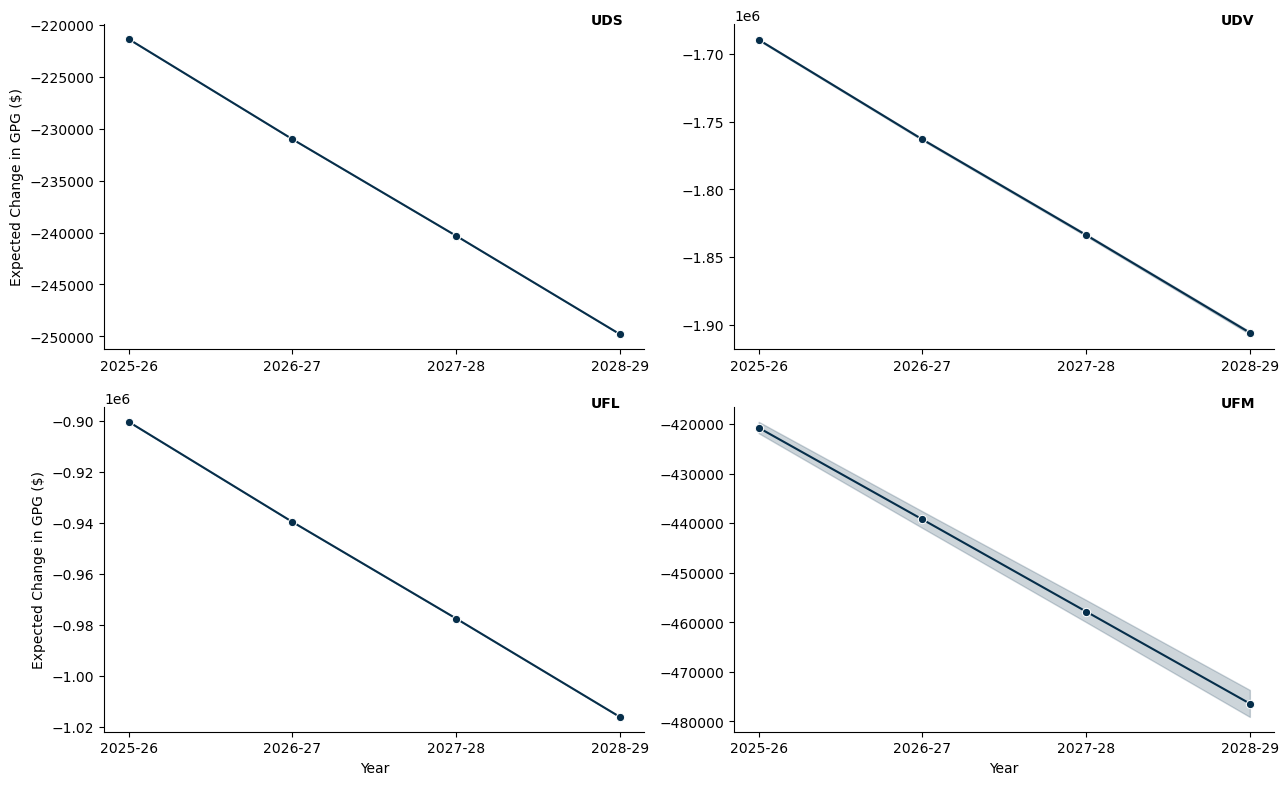 UDS
−220000
−225000
−230000
−235000
−240000
−245000
−250000
Expected Change in GPG ($)
2025-26 2026-27 2027-28 2028-29
1e6
UDV
−1.70
−1.75
−1.80
−1.85
−1.90
2025-26 2026-27 2027-28 2028-29
1e6
UFL
−0.90
−0.92
−0.94
−0.96
−0.98
−1.00
−1.02
Expected Change in GPG ($)
2025-26 2026-27 2027-28 2028-29
Year
UFM
−420000
−430000
−440000
−450000
−460000
−470000
−480000
2025-26 2026-27 2027-28 2028-29
Year